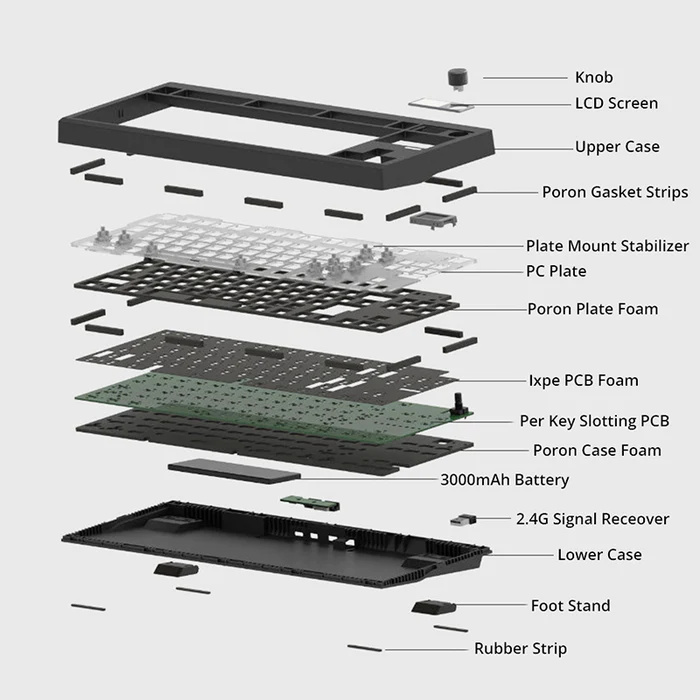 Knob
LCD Screen
Upper Case
Poron Gasket Strips
Plate Mount Stabilizer
PC Plate
Poron Plate Foam
Ixpe PCB Foam
Per Key Slotting PCB
Poron Case Foam
3000mAh Battery
2.4G Signal Receover
Lower Case
Foot Stand
Rubber Strip